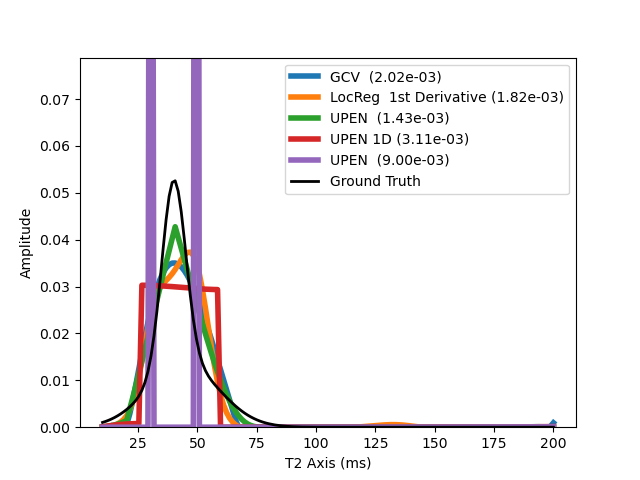 GCV (2.02e-03)
LocReg 1st Derivative (1.82e-03)
UPEN (1.43e-03)
UPEN 1D (3.11e-03)
UPEN (9.00e-03)
Ground Truth
0.07
0.06
0.05
0.04
0.03
0.02
0.01
0.00
Amplitude
25 50 75 100 125 150 175 200
T2 Axis (ms)